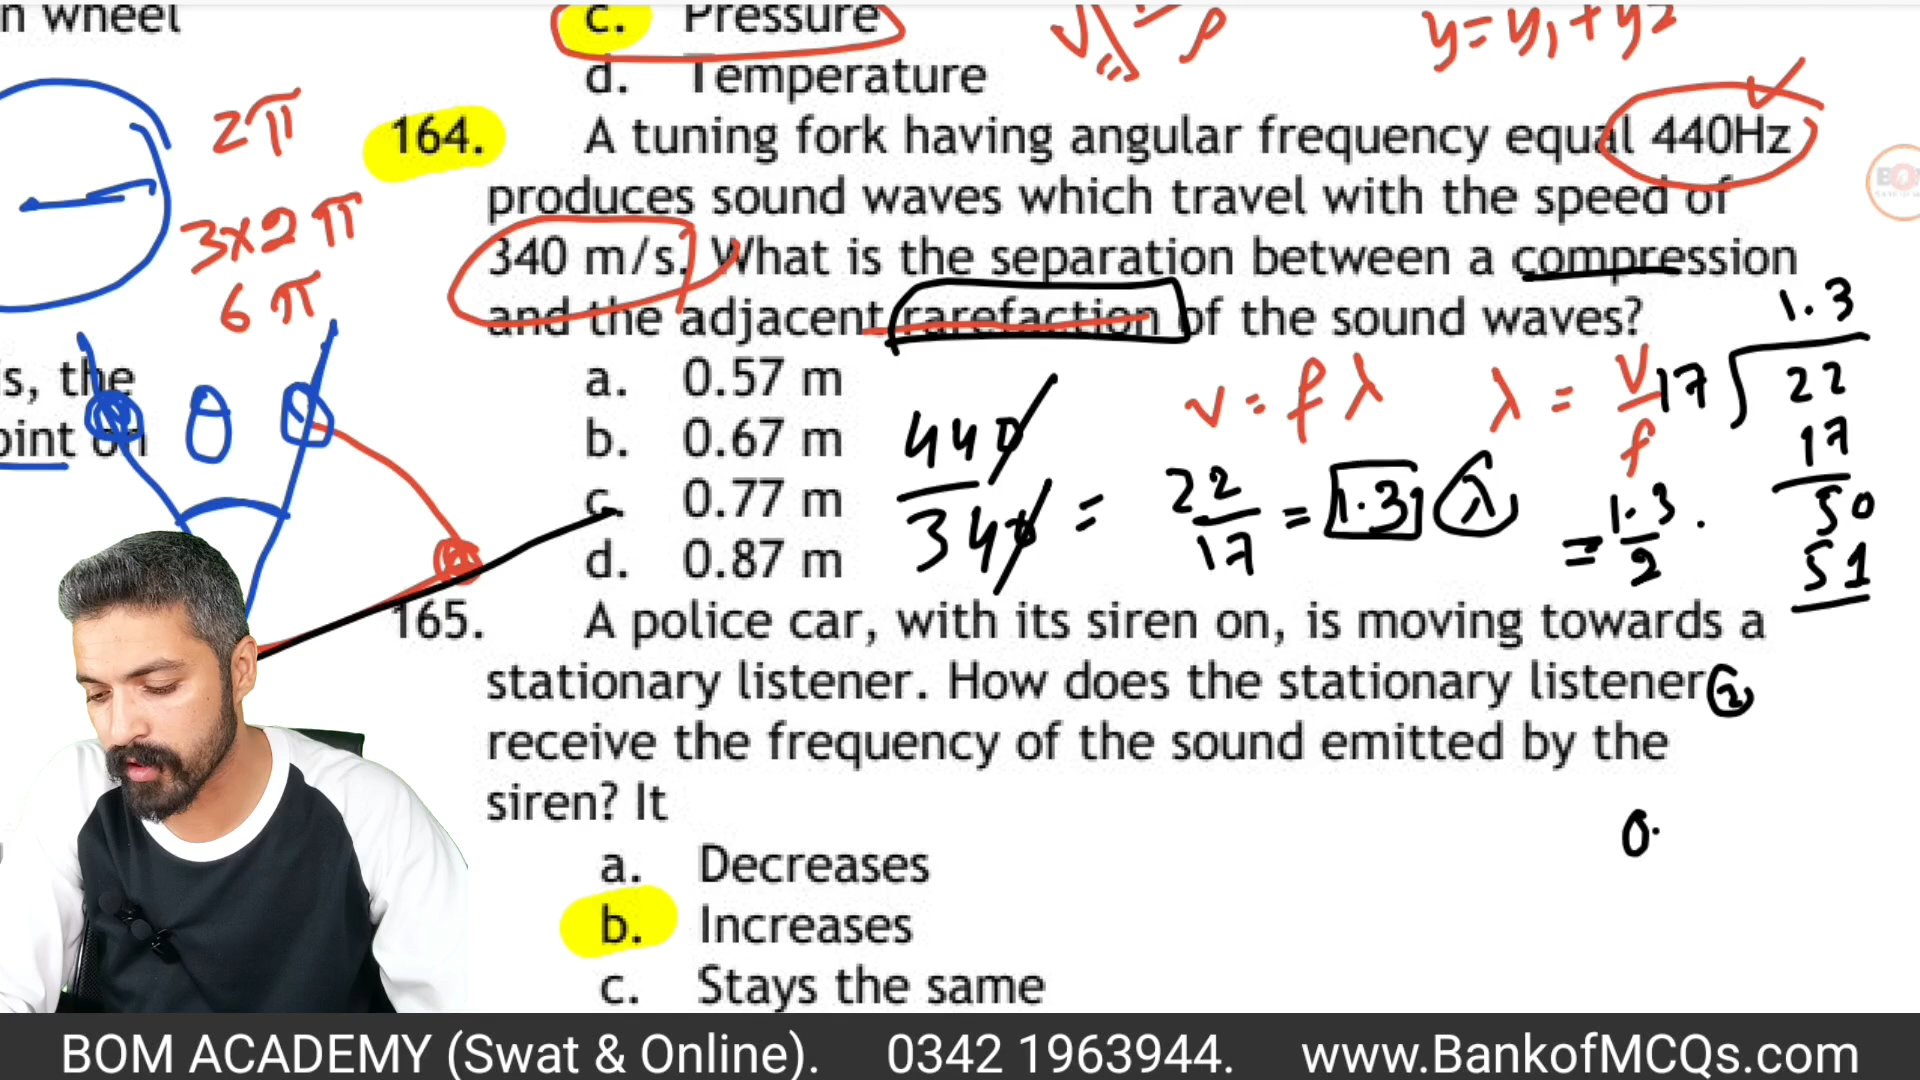 n wheel
c. Pressure
d. Temperature
y = y₁ + y₂
2π
3×2π
6π
164. A tuning fork having angular frequency equal 440Hz
produces sound waves which travel with the speed of
340 m/s. What is the separation between a compression
and the adjacent rarefaction of the sound waves?
a. 0.57 m
b. 0.67 m
c. 0.77 m
d. 0.87 m
s, the
oint on
θ
v = fλ
λ = v/f
440/340 = 22/17 = 1.3 λ
= 1.3/2
1.3
17 22
17
50
51
165. A police car, with its siren on, is moving towards a
stationary listener. How does the stationary listener
receive the frequency of the sound emitted by the
siren? It
0.
a. Decreases
b. Increases
c. Stays the same
BOM ACADEMY (Swat & Online). 0342 1963944. www.BankofMCQs.com